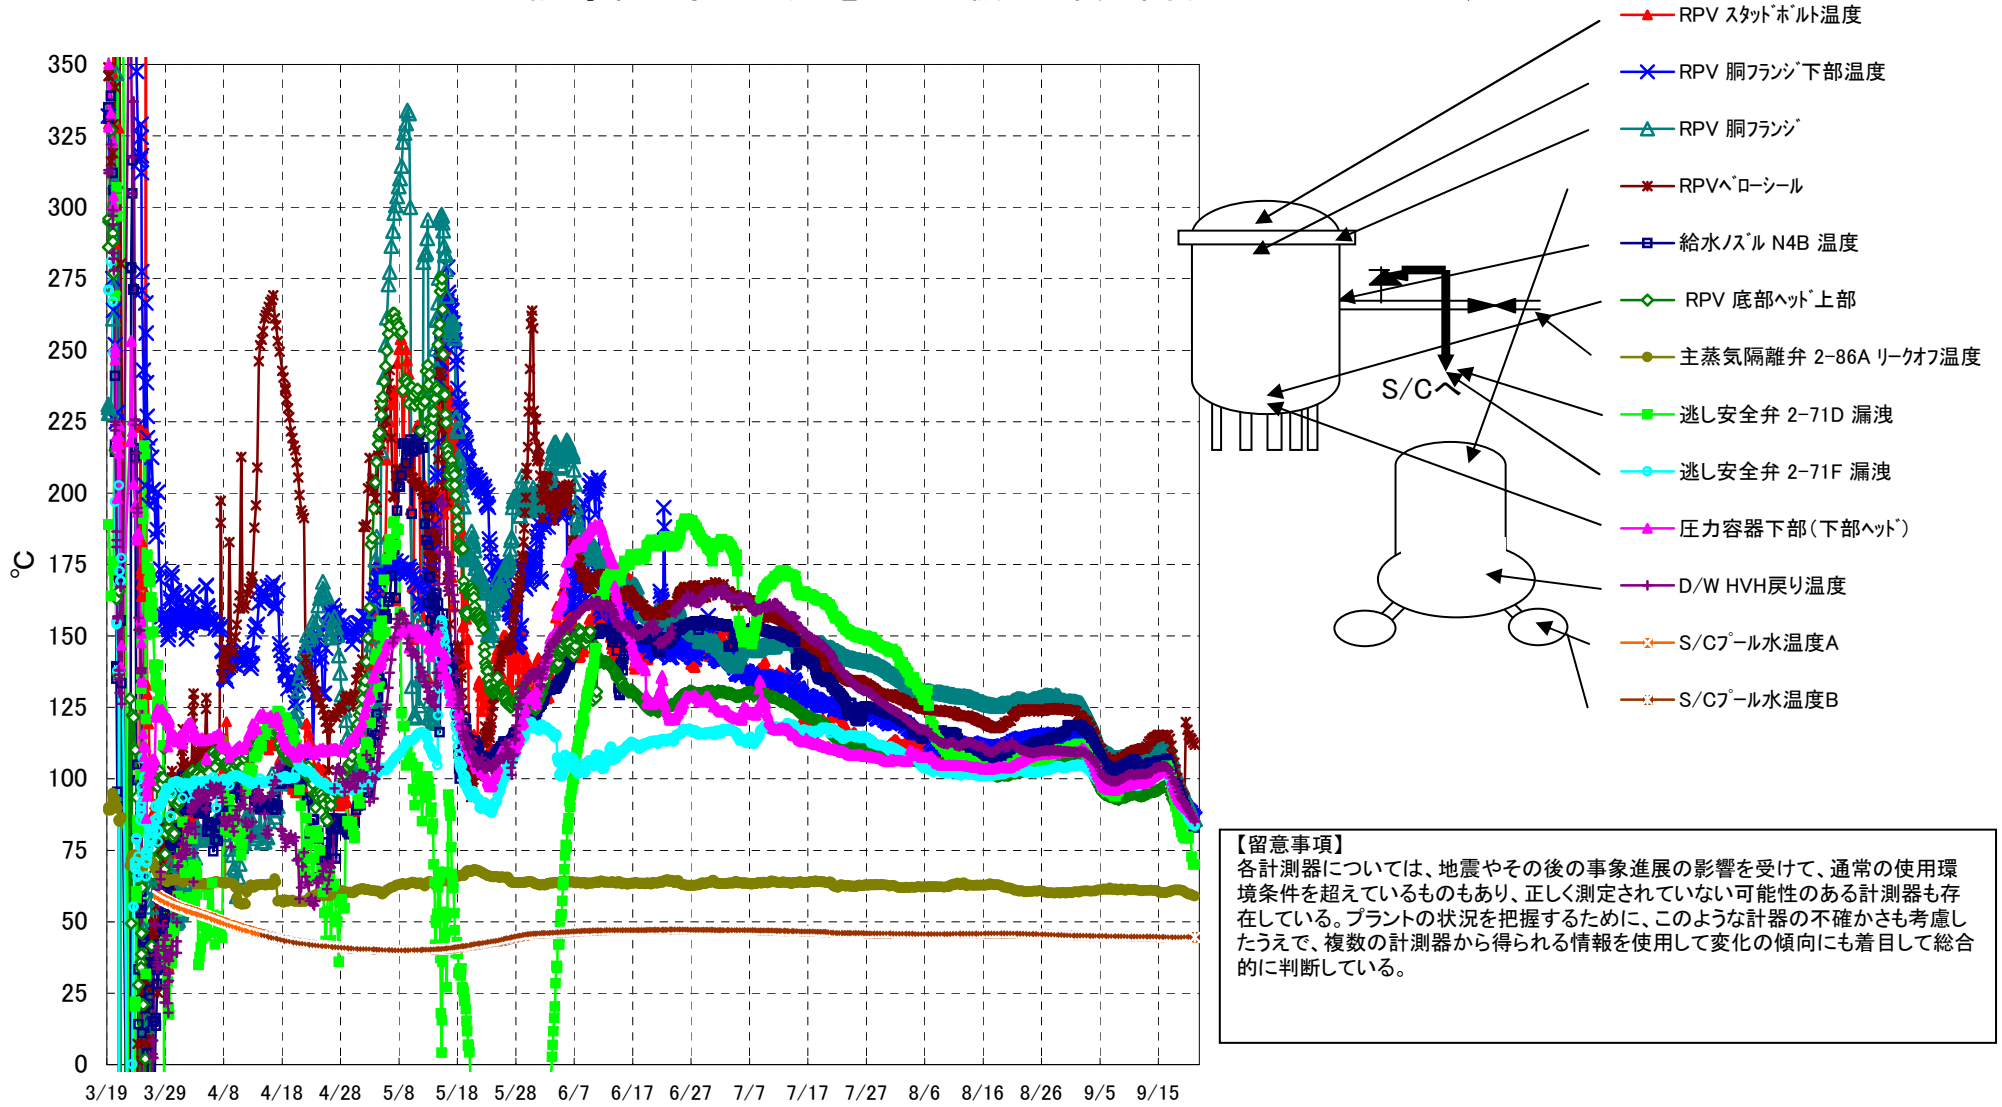 RPV スタッドボルト温度
RPV 胴フランジ下部温度
RPV 胴フランジ
RPVベローシール
給水ノズル N4B 温度
RPV 底部ヘッド上部
主蒸気隔離弁 2-86A リークオフ温度
逃し安全弁 2-71D 漏洩
逃し安全弁 2-71F 漏洩
圧力容器下部(下部ヘッド)
D/W HVH戻り温度
S/Cプール水温度A
S/Cプール水温度B
℃
350
325
300
275
250
225
200
175
150
125
100
75
50
25
0
3/19 3/29 4/8 4/18 4/28 5/8 5/18 5/28 6/7 6/17 6/27 7/7 7/17 7/27 8/6 8/16 8/26 9/5 9/15
S/Cへ
【留意事項】
各計測器については、地震やその後の事象進展の影響を受けて、通常の使用環
境条件を超えているものもあり、正しく測定されていない可能性のある計測器も存
在している。プラントの状況を把握するために、このような計器の不確かさも考慮し
たうえで、複数の計測器から得られる情報を使用して変化の傾向にも着目して総合
的に判断している。